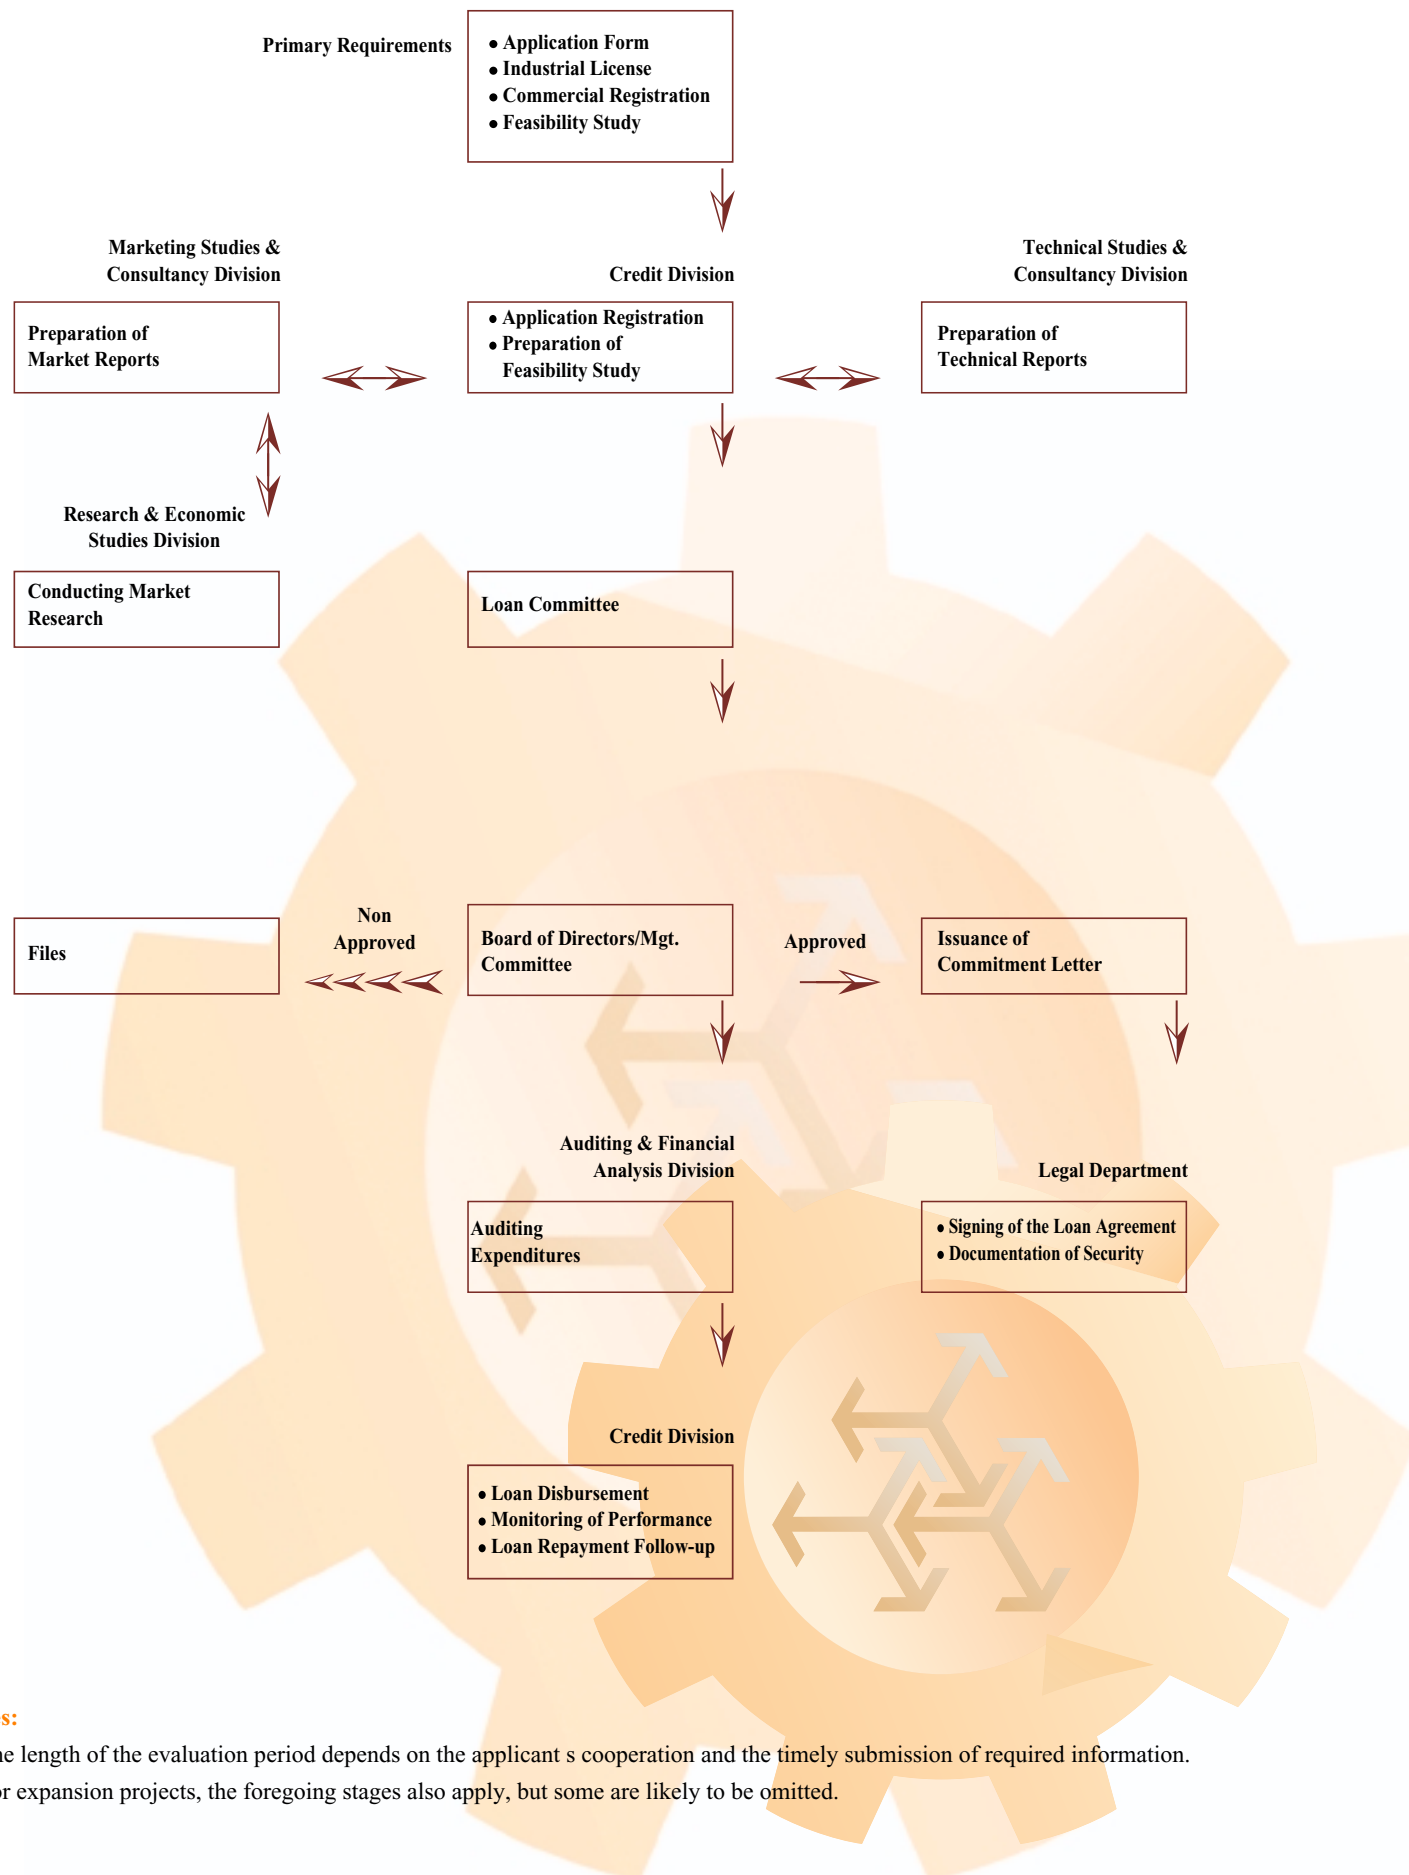 Primary Requirements
● Application Form
● Industrial License
● Commercial Registration
● Feasibility Study
Marketing Studies &
Consultancy Division
Credit Division
Technical Studies &
Consultancy Division
Preparation of
Market Reports
● Application Registration
● Preparation of
Feasibility Study
Preparation of
Technical Reports
Research & Economic
Studies Division
Conducting Market
Research
Loan Committee
Files
Non
Approved
Board of Directors/Mgt.
Committee
Approved
Issuance of
Commitment Letter
Auditing & Financial
Analysis Division
Legal Department
Auditing
Expenditures
● Signing of the Loan Agreement
● Documentation of Security
Credit Division
● Loan Disbursement
● Monitoring of Performance
● Loan Repayment Follow-up
s:
length of the evaluation period depends on the applicant s cooperation and the timely submission of required information.
or expansion projects, the foregoing stages also apply, but some are likely to be omitted.